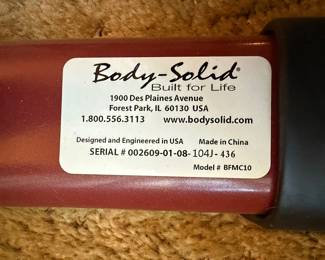 Body-Solid®
Built for Life
1900 Des Plaines Avenue
Forest Park, IL 60130 USA
1.800.556.3113 www.bodysolid.com
Designed and Engineered in USA Made in China
SERIAL # 002609-01-08-104J-436
Model # BFMC10